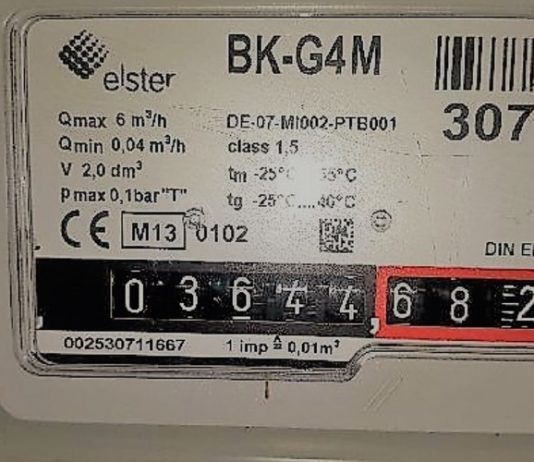 elster
BK-G4M
307
Qmax 6 m³/h
Qmin 0,04 m³/h
V 2,0 dm³
pmax 0,1bar "T"
DE-07-MI002-PTB001
class 1,5
tm -25°C 55°C
tg -25°C....40°C
CE M13 0102
DIN E
0 3 6 4 4 , 6 8 2
002530711667 1 imp ≙ 0,01m³